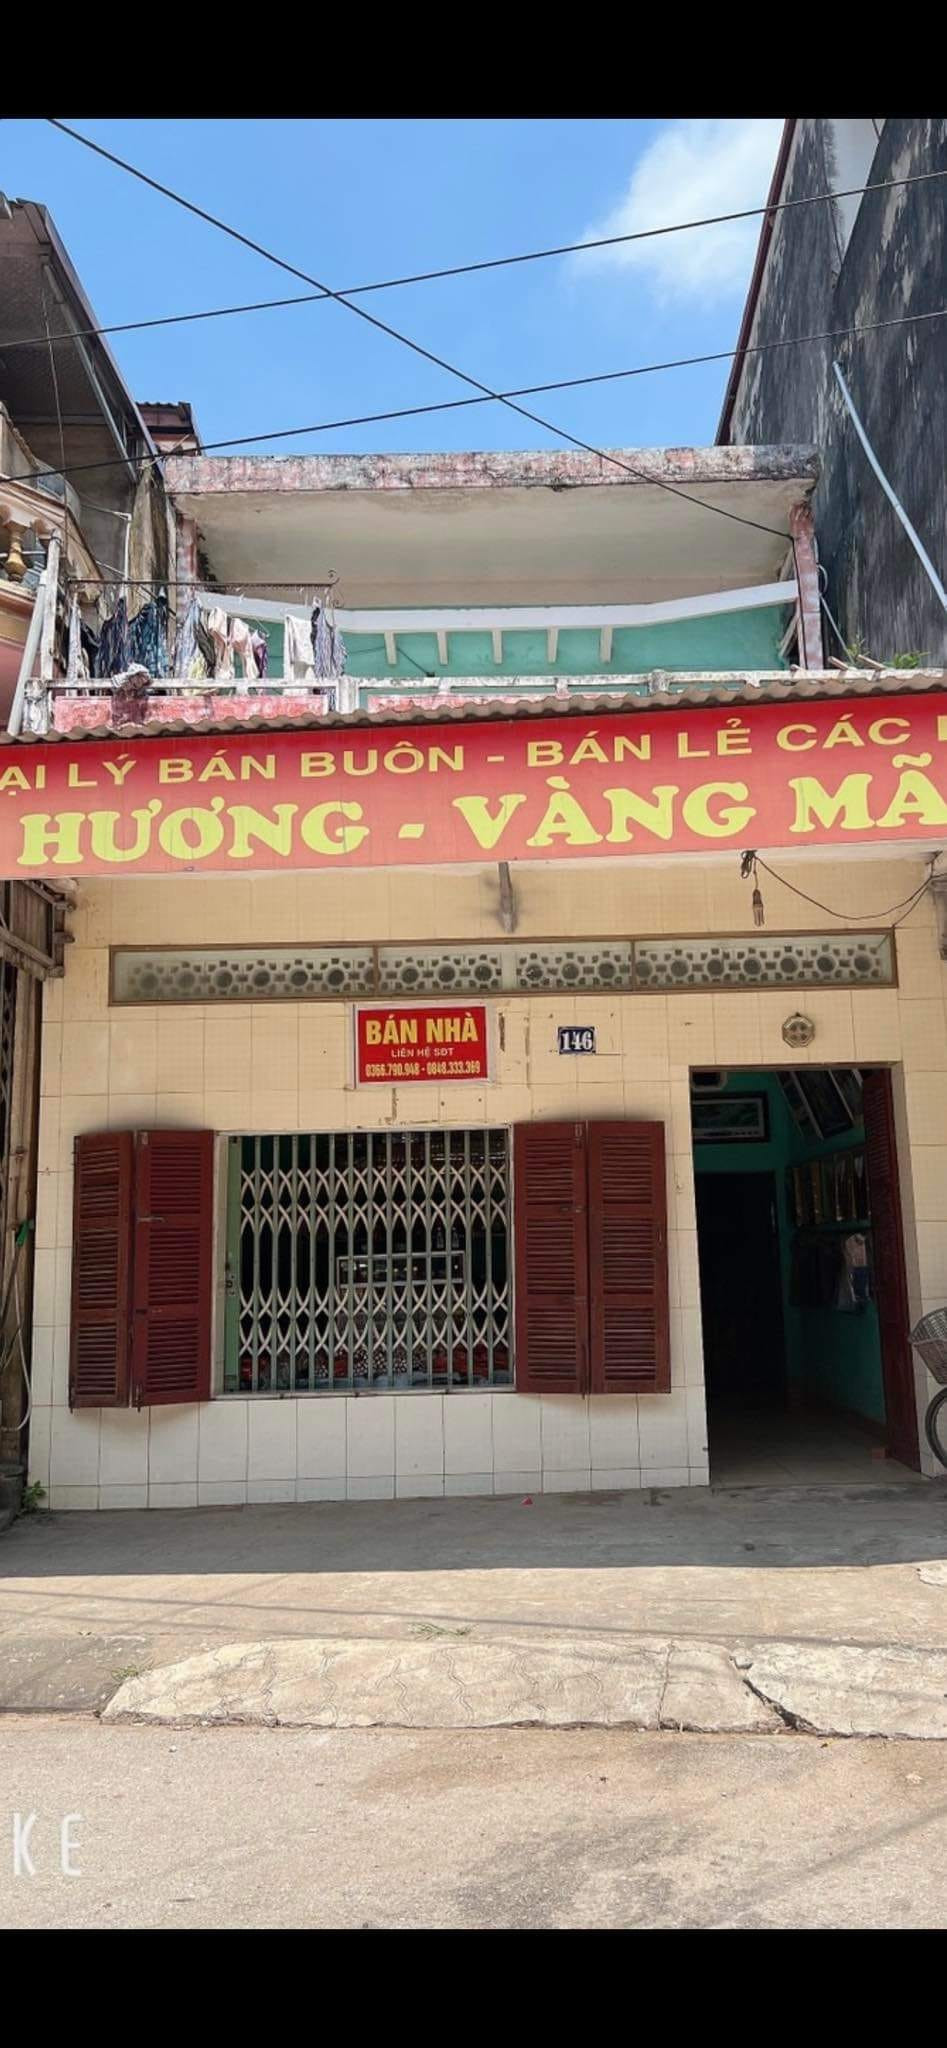 ẠI LÝ BÁN BUÔN - BÁN LẺ CÁC
HƯƠNG - VÀNG MÃ
BÁN NHÀ
LIÊN HỆ SĐT
0366.790.948 - 0848.333.369
146
KE